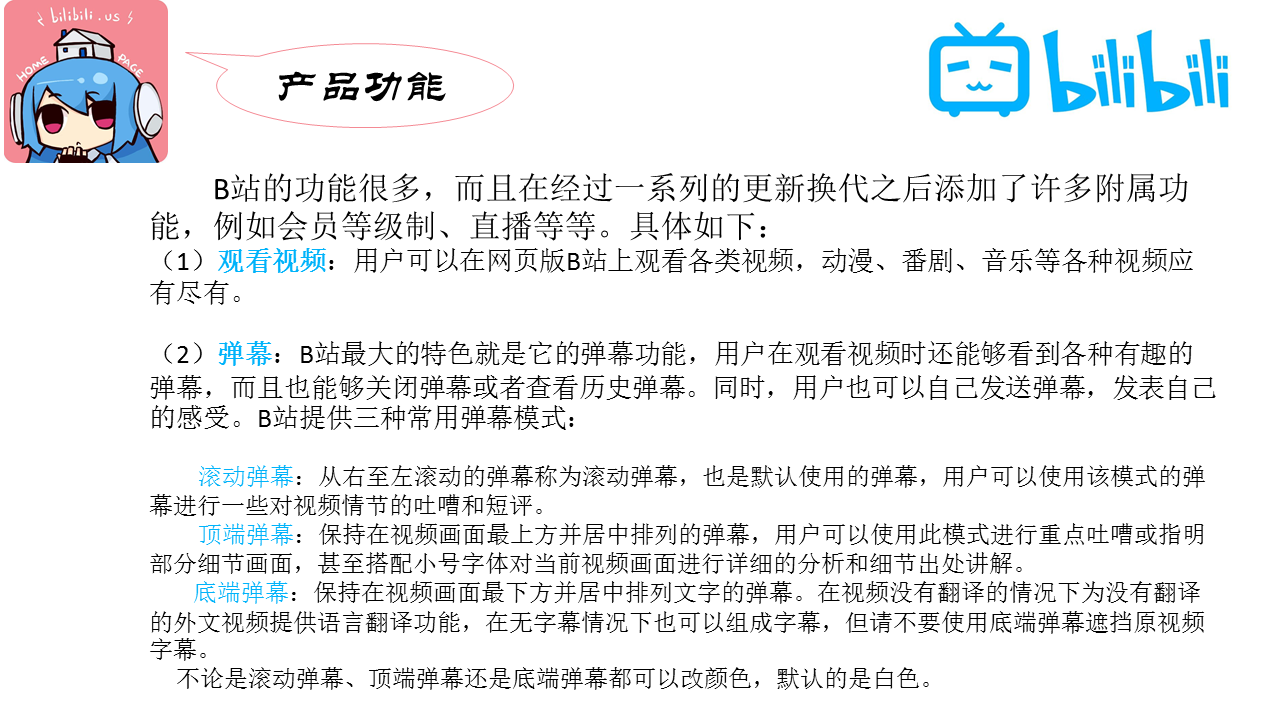 bilibili.us
HOME PAGE
产品功能
bilibili
B站的功能很多，而且在经过一系列的更新换代之后添加了许多附属功
能，例如会员等级制、直播等等。具体如下：
（1）观看视频：用户可以在网页版B站上观看各类视频，动漫、番剧、音乐等各种视频应
有尽有。
（2）弹幕：B站最大的特色就是它的弹幕功能，用户在观看视频时还能够看到各种有趣的
弹幕，而且也能够关闭弹幕或者查看历史弹幕。同时，用户也可以自己发送弹幕，发表自己
的感受。B站提供三种常用弹幕模式：
滚动弹幕：从右至左滚动的弹幕称为滚动弹幕，也是默认使用的弹幕，用户可以使用该模式的弹
幕进行一些对视频情节的吐嘈和短评。
顶端弹幕：保持在视频画面最上方并居中排列的弹幕，用户可以使用此模式进行重点吐嘈或指明
部分细节画面，甚至搭配小号字体对当前视频画面进行详细的分析和细节出处讲解。
底端弹幕：保持在视频画面最下方并居中排列文字的弹幕。在视频没有翻译的情况下为没有翻译
的外文视频提供语言翻译功能，在无字幕情况下也可以组成字幕，但请不要使用底端弹幕遮挡原视频
字幕。
不论是滚动弹幕、顶端弹幕还是底端弹幕都可以改颜色，默认的是白色。